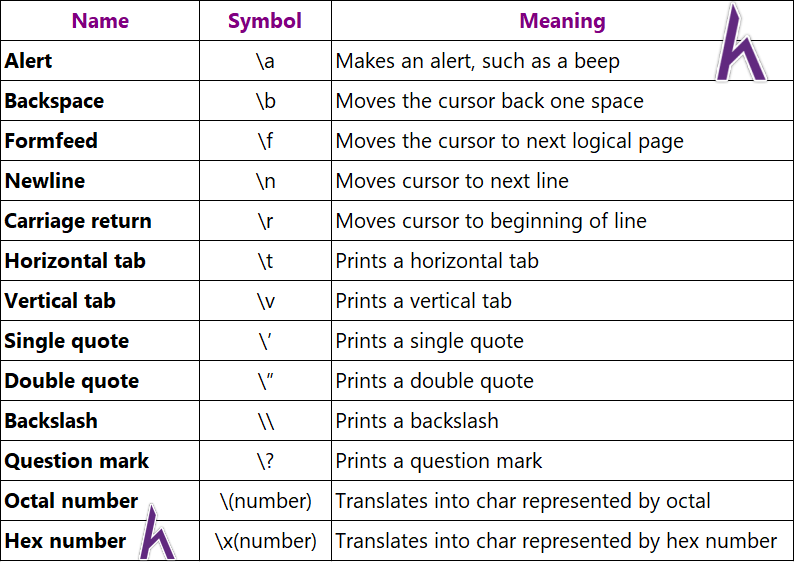 Name Symbol Meaning
Alert \a Makes an alert, such as a beep
Backspace \b Moves the cursor back one space
Formfeed \f Moves the cursor to next logical page
Newline \n Moves cursor to next line
Carriage return \r Moves cursor to beginning of line
Horizontal tab \t Prints a horizontal tab
Vertical tab \v Prints a vertical tab
Single quote \’ Prints a single quote
Double quote \” Prints a double quote
Backslash \\ Prints a backslash
Question mark \? Prints a question mark
Octal number \(number) Translates into char represented by octal
Hex number \x(number) Translates into char represented by hex number